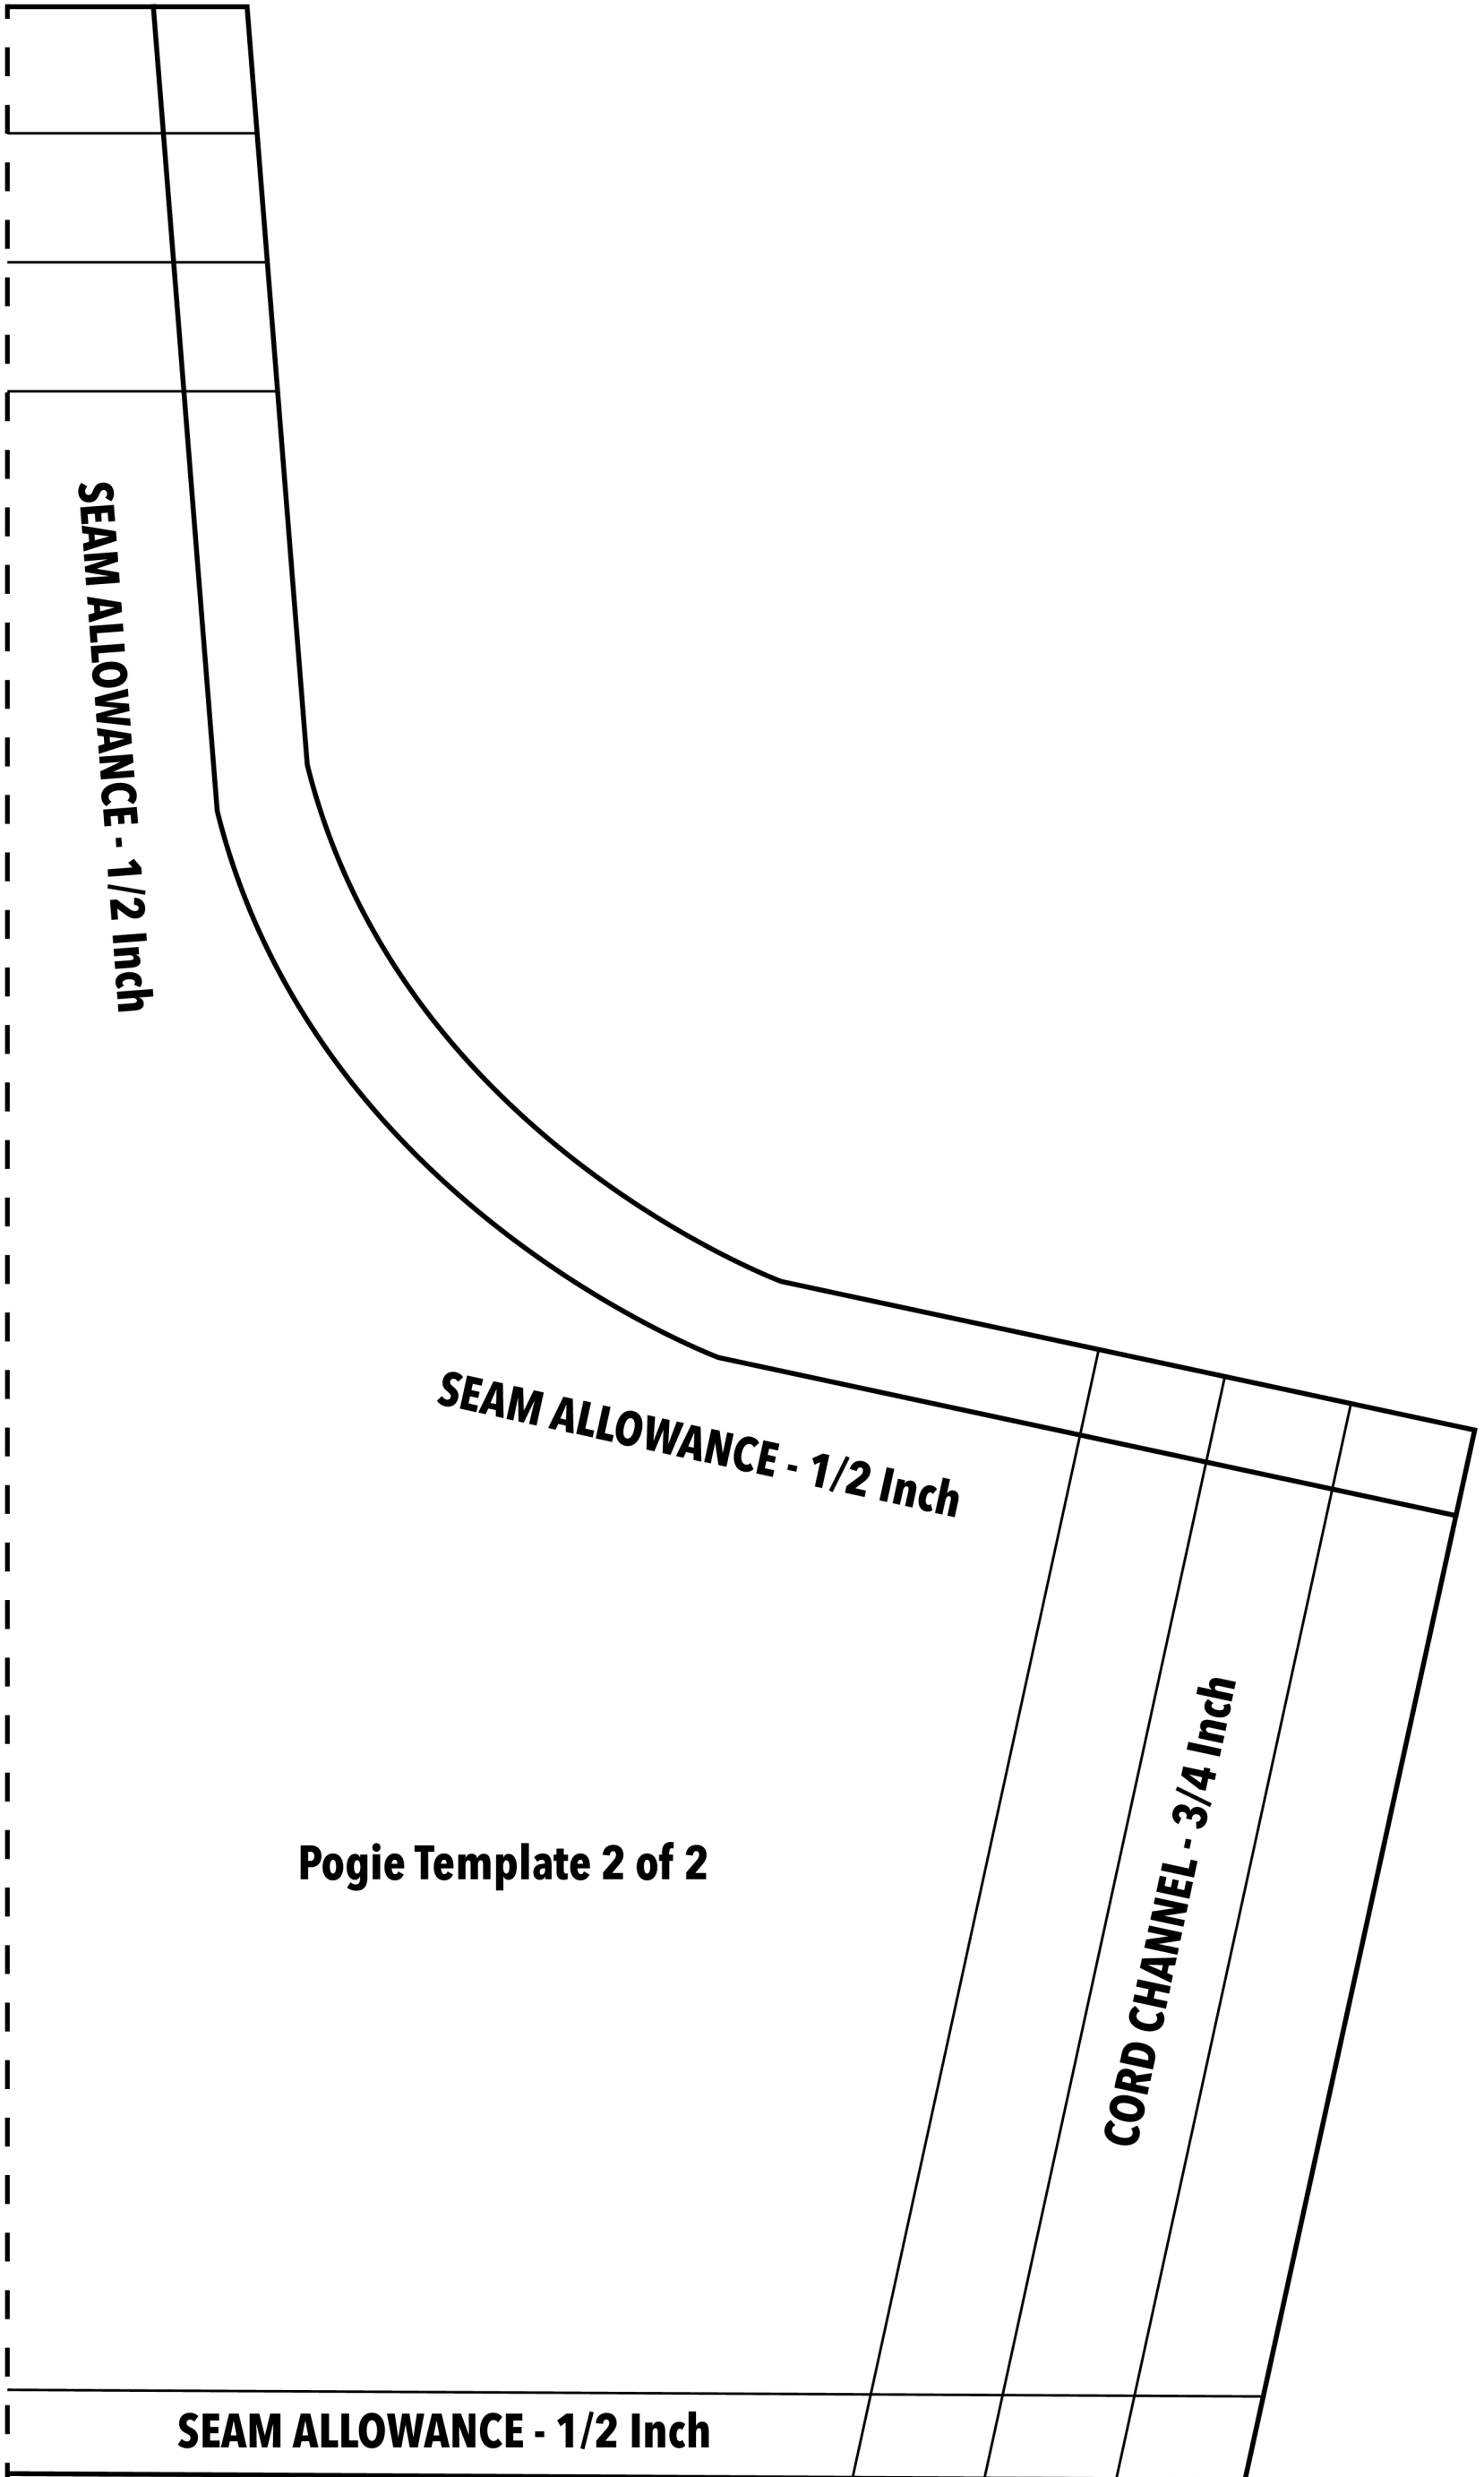 SEAM ALLOWANCE - 1/2 Inch
SEAM ALLOWANCE - 1/2 Inch
CORD CHANNEL - 3/4 Inch
Pogie Template 2 of 2
SEAM ALLOWANCE - 1/2 Inch